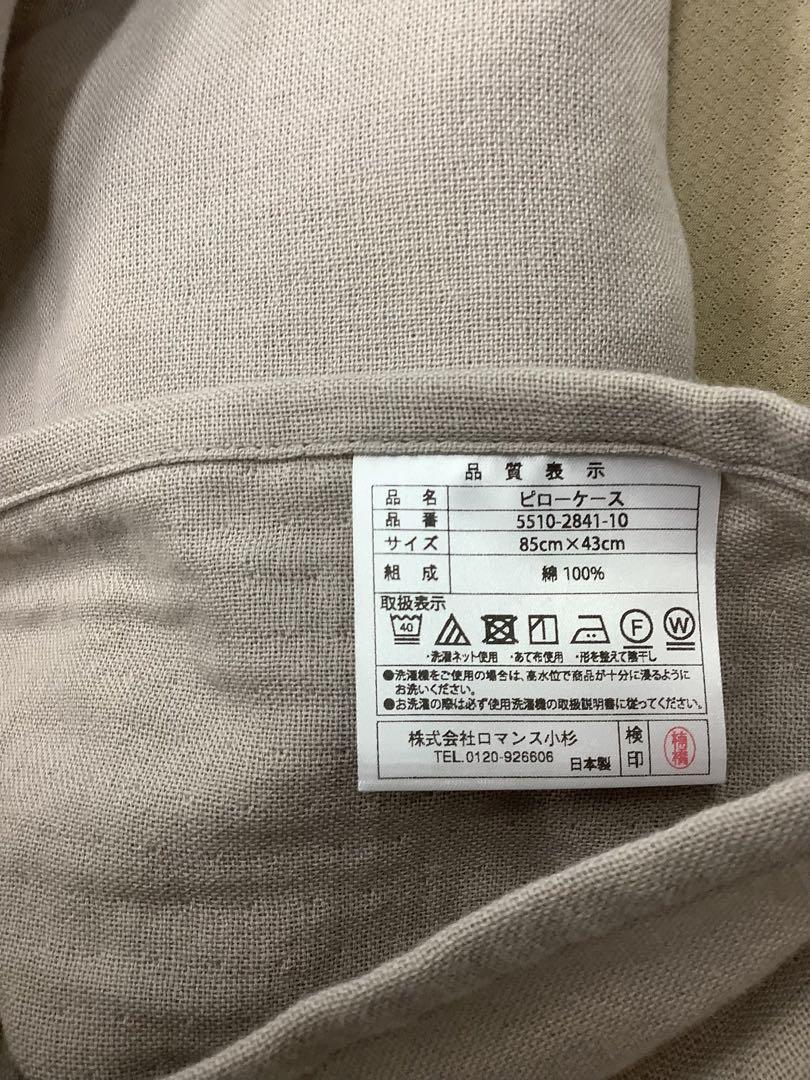 品質表示
品名 ピローケース
品番 5510-2841-10
サイズ 85cm×43cm
組成 綿100%
取扱表示
40 F W
・洗濯ネット使用 ・あて布使用 ・形を整えて陰干し
●洗濯機をご使用の場合は、高水位で商品が十分に浸るように
お洗いください。
●お洗濯の際は必ず使用洗濯機の取扱説明書に従ってください。
株式会社ロマンス小杉
TEL.0120-926606 日本製
検印